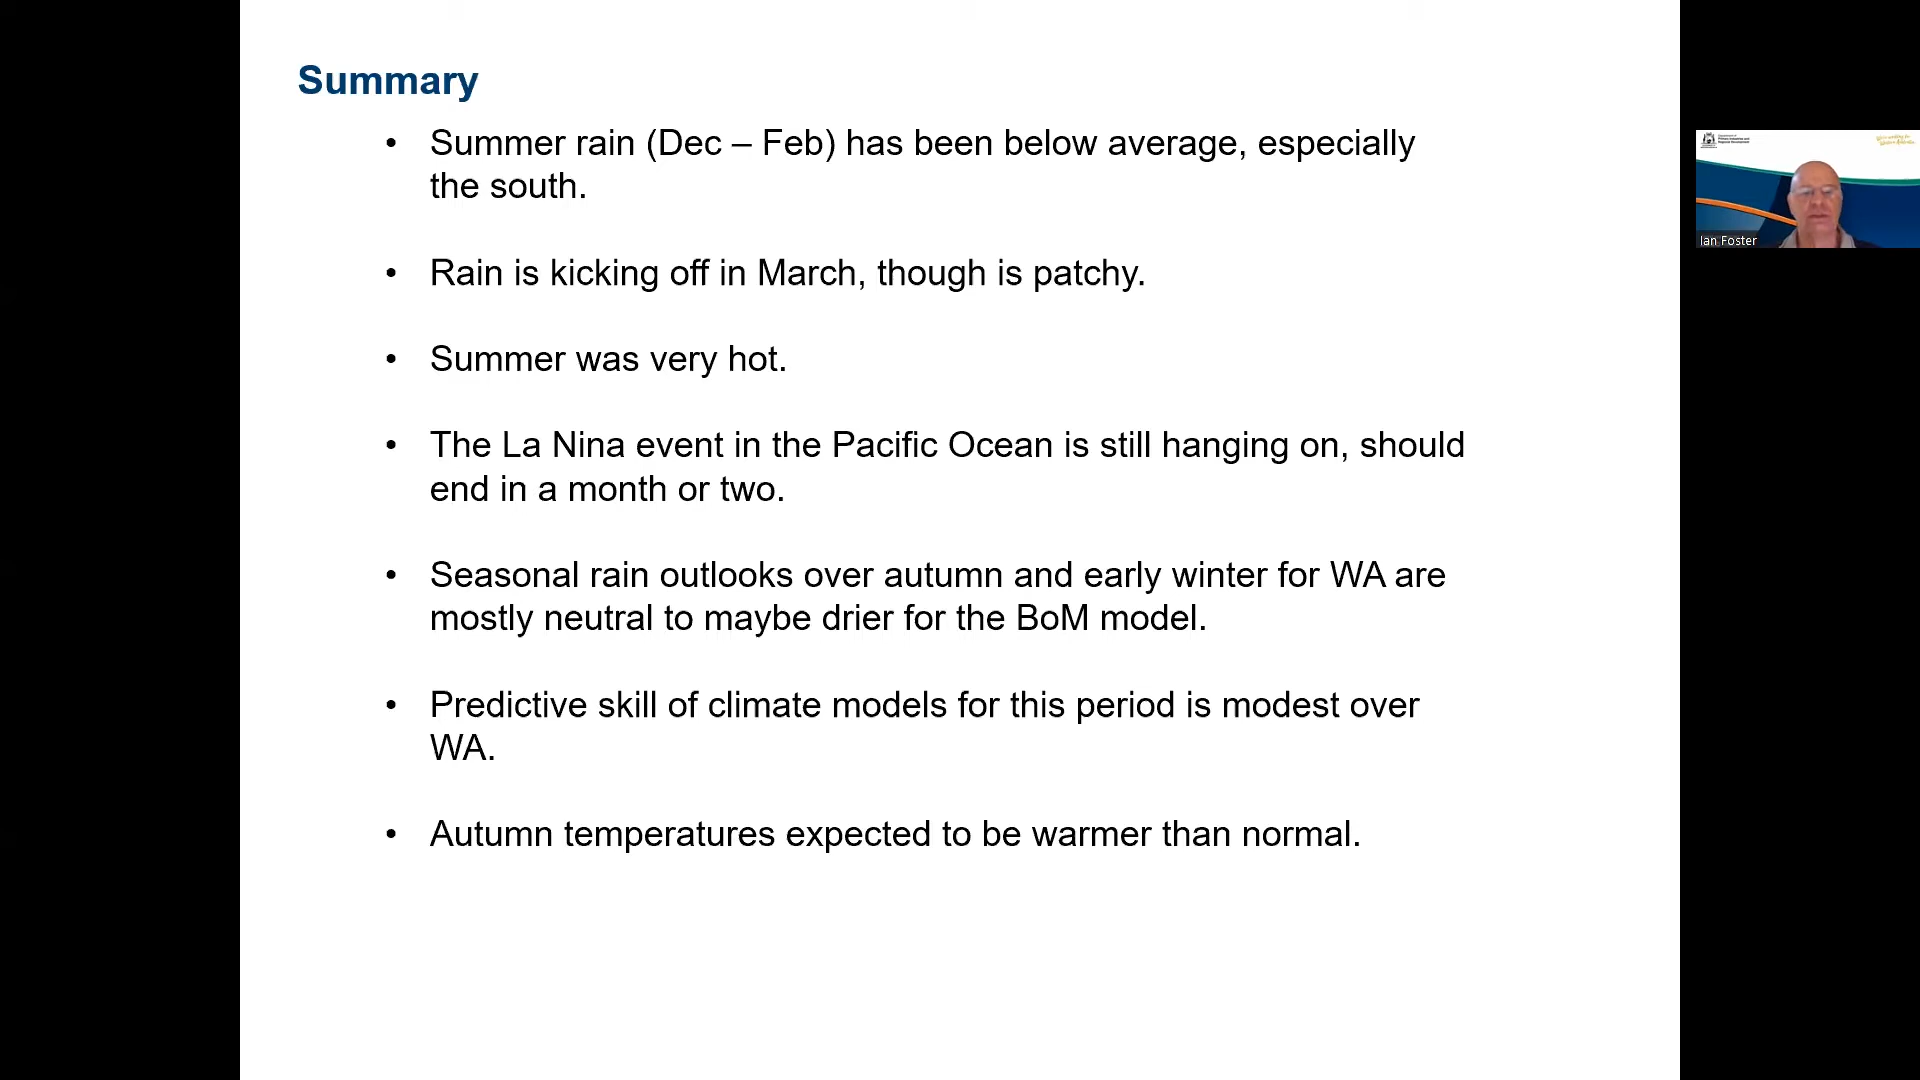 Summary
• Summer rain (Dec – Feb) has been below average, especially
the south.
• Rain is kicking off in March, though is patchy.
• Summer was very hot.
• The La Nina event in the Pacific Ocean is still hanging on, should
end in a month or two.
• Seasonal rain outlooks over autumn and early winter for WA are
mostly neutral to maybe drier for the BoM model.
• Predictive skill of climate models for this period is modest over
WA.
• Autumn temperatures expected to be warmer than normal.
Ian Foster